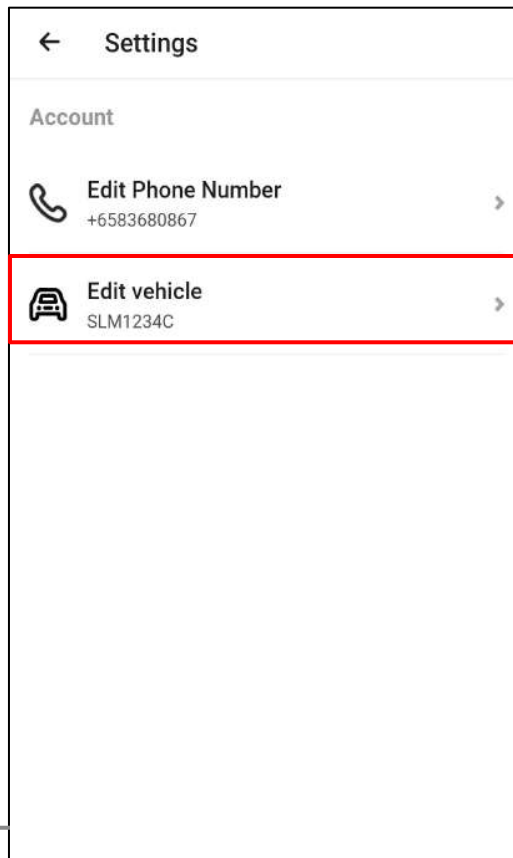 Settings
Account
Edit Phone Number
+6583680867
Edit vehicle
SLM1234C